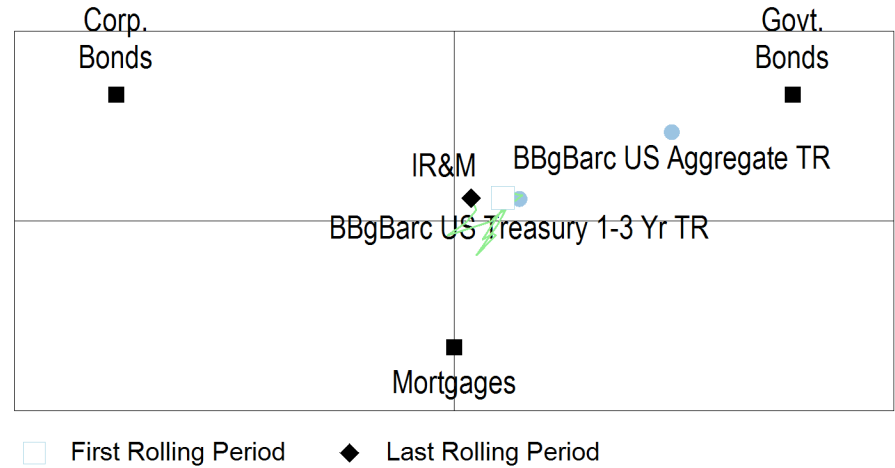 Corp.
Bonds
Govt.
Bonds
BBgBarc US Aggregate TR
IR&M
BBgBarc US Treasury 1-3 Yr TR
Mortgages
First Rolling Period
Last Rolling Period